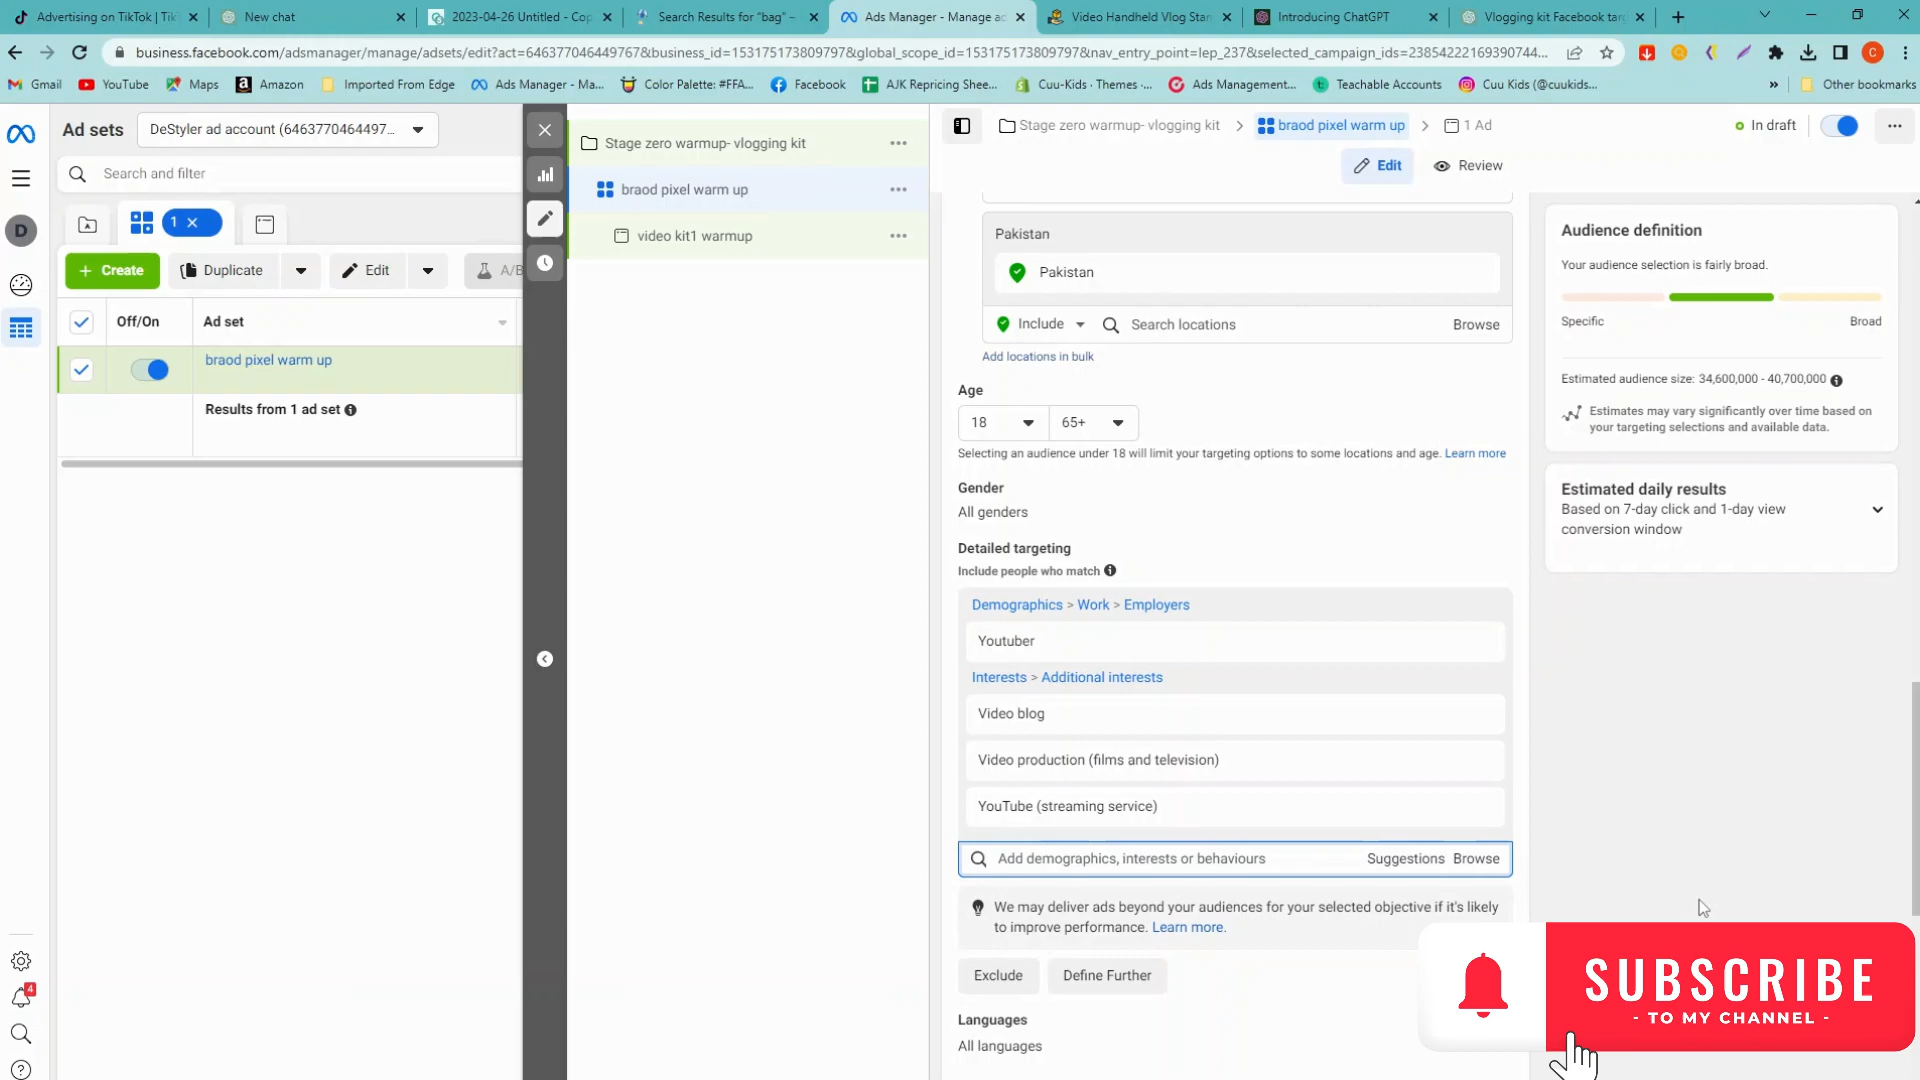 Advertising on TikTok | Tik
New chat
2023-04-26 Untitled - Cop
Search Results for "bag" –
Ads Manager - Manage ad
Video Handheld Vlog Stan
Introducing ChatGPT
Vlogging kit Facebook targ
business.facebook.com/adsmanager/manage/adsets/edit?act=646377046449767&business_id=153175173809797&global_scope_id=153175173809797&nav_entry_point=lep_237&selected_campaign_ids=23854222169390744...
C
Gmail
YouTube
Maps
Amazon
Imported From Edge
Ads Manager - Ma...
Color Palette: #FFA...
Facebook
AJK Repricing Shee...
Cuu-Kids · Themes ·...
Ads Management...
Teachable Accounts
Cuu Kids (@cuukids...
»
Other bookmarks
Ad sets
DeStyler ad account (6463770464497...
Search and filter
D
1
Create
Duplicate
Edit
A/B
Off/On
Ad set
braod pixel warm up
Results from 1 ad set
4
Stage zero warmup- vlogging kit
braod pixel warm up
video kit1 warmup
Stage zero warmup- vlogging kit
braod pixel warm up
1 Ad
In draft
Edit
Review
Pakistan
Pakistan
Include
Search locations
Browse
Add locations in bulk
Age
18
65+
Selecting an audience under 18 will limit your targeting options to some locations and age. Learn more
Gender
All genders
Detailed targeting
Include people who match
Demographics > Work > Employers
Youtuber
Interests > Additional interests
Video blog
Video production (films and television)
YouTube (streaming service)
Add demographics, interests or behaviours
Suggestions
Browse
We may deliver ads beyond your audiences for your selected objective if it's likely
to improve performance. Learn more.
Exclude
Define Further
Languages
All languages
Audience definition
Your audience selection is fairly broad.
Specific
Broad
Estimated audience size: 34,600,000 - 40,700,000
Estimates may vary significantly over time based on
your targeting selections and available data.
Estimated daily results
Based on 7-day click and 1-day view
conversion window
SUBSCRIBE
- TO MY CHANNEL -